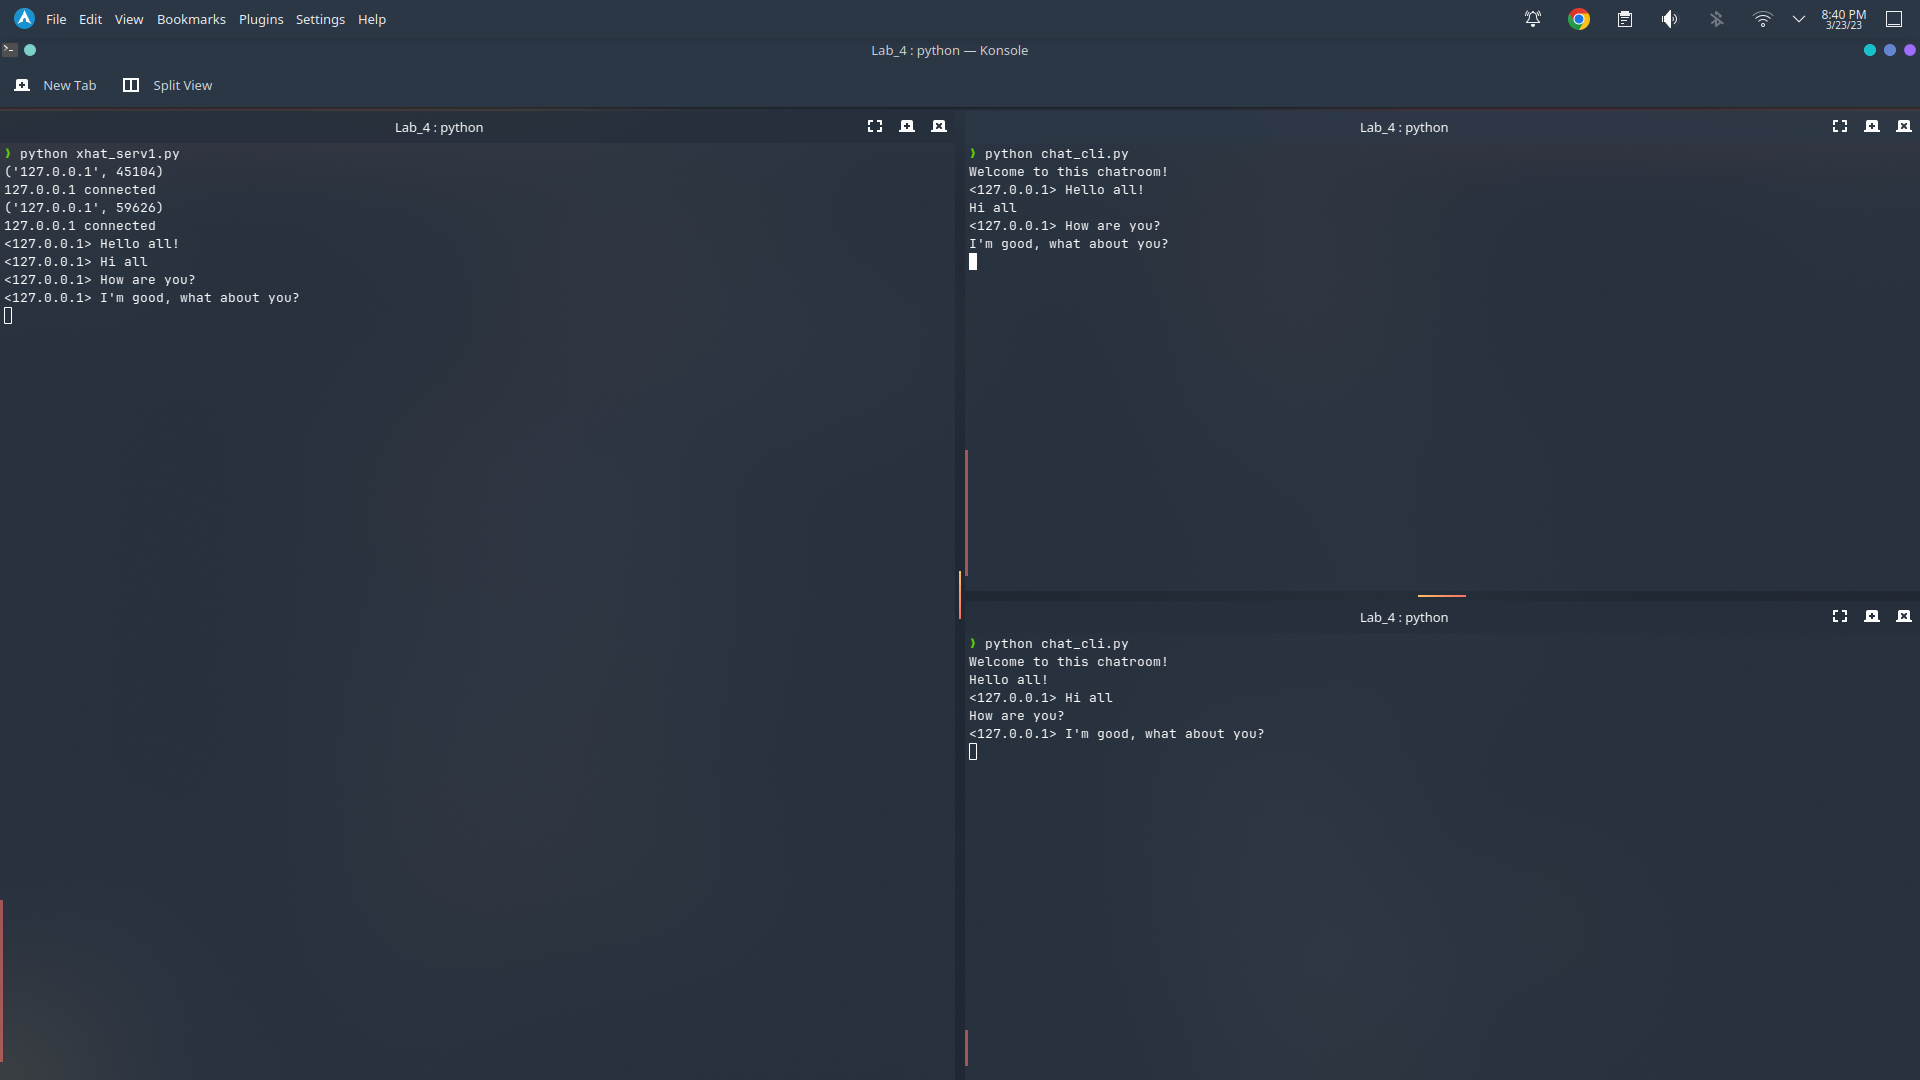 File Edit View Bookmarks Plugins Settings Help
8:40 PM
3/23/23
Lab_4 : python — Konsole
New Tab Split View
Lab_4 : python
❯ python xhat_serv1.py
('127.0.0.1', 45104)
127.0.0.1 connected
('127.0.0.1', 59626)
127.0.0.1 connected
<127.0.0.1> Hello all!
<127.0.0.1> Hi all
<127.0.0.1> How are you?
<127.0.0.1> I'm good, what about you?
Lab_4 : python
❯ python chat_cli.py
Welcome to this chatroom!
<127.0.0.1> Hello all!
Hi all
<127.0.0.1> How are you?
I'm good, what about you?
Lab_4 : python
❯ python chat_cli.py
Welcome to this chatroom!
Hello all!
<127.0.0.1> Hi all
How are you?
<127.0.0.1> I'm good, what about you?